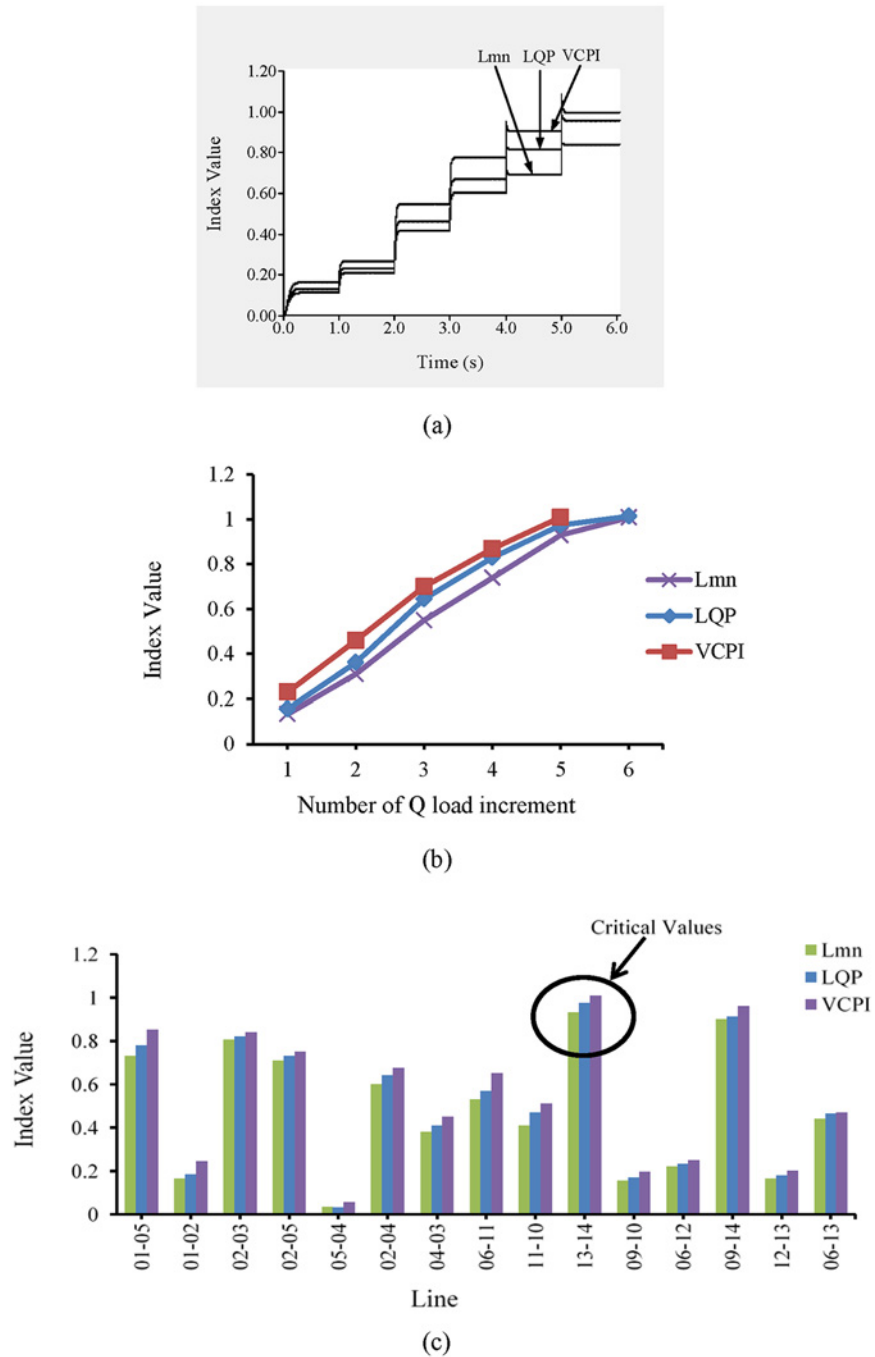 Lmn LQP VCPI
1.20
1.00
0.80
0.60
0.40
0.20
0.00
Index Value
0.0 1.0 2.0 3.0 4.0 5.0 6.0
Time (s)
(a)
1.2
1
0.8
0.6
0.4
0.2
0
Index Value
1 2 3 4 5 6
Number of Q load increment
Lmn
LQP
VCPI
(b)
Critical Values
1.2
1
0.8
0.6
0.4
0.2
0
Index Value
Lmn
LQP
VCPI
01-05 01-02 02-03 02-05 05-04 02-04 04-03 06-11 11-10 13-14 09-10 06-12 09-14 12-13 06-13
Line
(c)